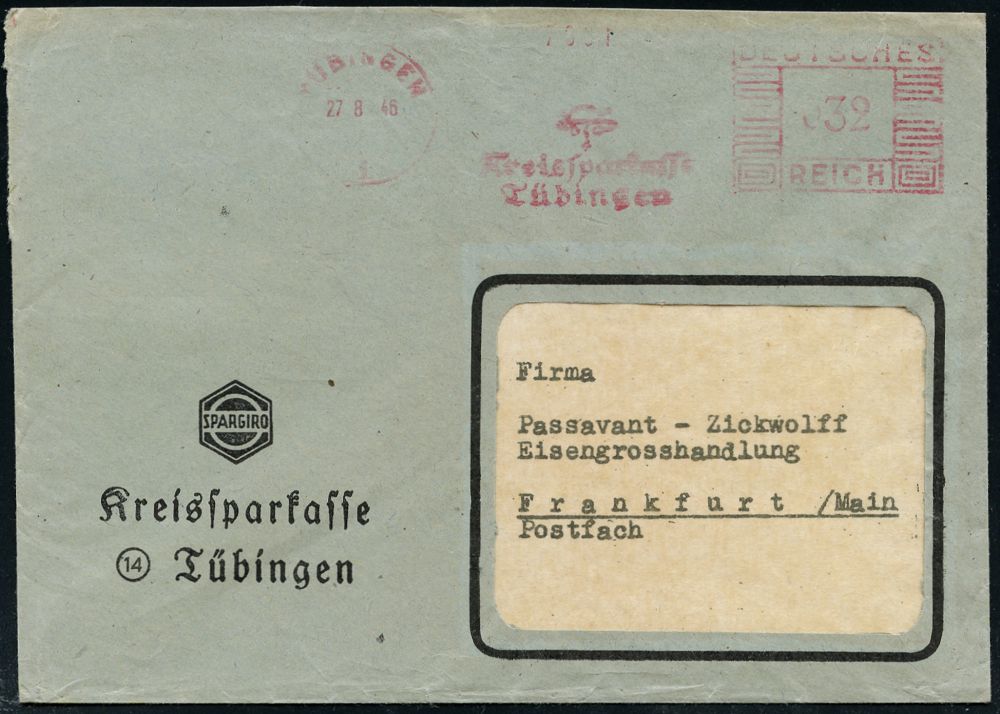 TÜBINGEN
27.8.46
1
DEUTSCHES
032
REICH
Kreissparkasse
Tübingen
Firma
Passavant - Zickwolff
Eisengrosshandlung
F r a n k f u r t /Main
Postfach
SPARGIRO
Kreissparkasse
14 Tübingen